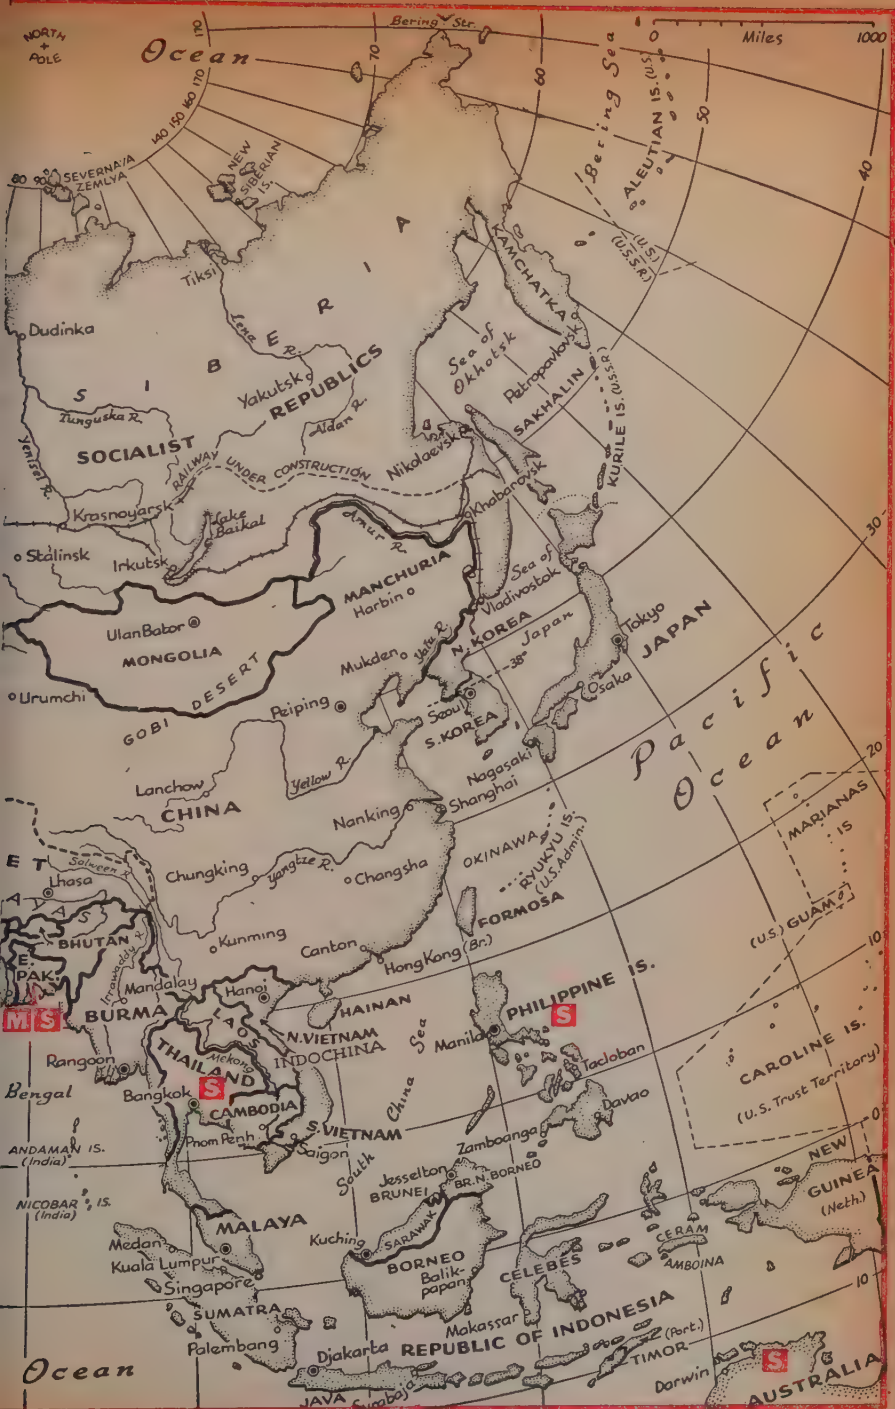 NORTH
+
POLE
Ocean
170
70
Bering Str.
60
0
Miles
1000
Bering Sea
ALEUTIAN IS. (U.S.)
50
40
170
160
150
140
80
90°
SEVERNAJA
ZEMLYA
NEW
SIBERIAN
IS.
(U.S.)
(U.S.S.R.)
Tiksi
SIBERIA
KAMCHATKA
Dudinka
Lena R.
Sea of
Okhotsk
Petropavlovsk
KURILE IS. (U.S.S.R.)
Yakutsk
SOCIALIST REPUBLICS
Tunguska R.
Aldan R.
SAKHALIN
Yenisei R.
RAILWAY UNDER CONSTRUCTION
Nikolaevsk
Khabarovsk
Krasnoyarsk
Lake
Baikal
Amur R.
30
Stalinsk
Irkutsk
MANCHURIA
Harbin
Sea of
Japan
Vladivostok
Ulan Bator
MONGOLIA
N. KOREA
Tokyo
JAPAN
Mukden
Yalu R.
38°
Urumchi
GOBI DESERT
Peiping
Seoul
S. KOREA
Osaka
Pacific
Ocean
Nagasaki
20
Lanchow
Yellow R.
CHINA
Nanking
Shanghai
MARIANAS
IS
ET
Salween R.
Lhasa
Chungking
Yangtze R.
Changsha
OKINAWA
RYUKYU IS.
(U.S. Admin.)
AYAS
FORMOSA
BHUTAN
Kunming
Canton
Hong Kong (Br.)
(U.S.) GUAM
10
E.
PAK.
Irrawaddy R.
Mandalay
Hanoi
HAINAN
PHILIPPINE IS.
M S
BURMA
LAOS
N. VIETNAM
INDOCHINA
S
Manila
CAROLINE IS.
(U.S. Trust Territory)
THAILAND
Mekong
Rangoon
S
Tacloban
Bengal
Bangkok
CAMBODIA
South China Sea
Davao
Pnom Penh
S. VIETNAM
Saigon
Zamboanga
0
ANDAMAN IS.
(India)
Jesselton
BRUNEI
BR. N. BORNEO
NEW
GUINEA
(Neth.)
NICOBAR IS.
(India)
MALAYA
SARAWAK
Kuching
CERAM
AMBOINA
Medan
Kuala Lumpur
BORNEO
Balik-
papan
CELEBES
Singapore
10
SUMATRA
Makassar
Palembang
REPUBLIC OF INDONESIA
Djakarta
(Port.)
TIMOR
Ocean
S
Darwin
JAVA
Surabaja
AUSTRALIA